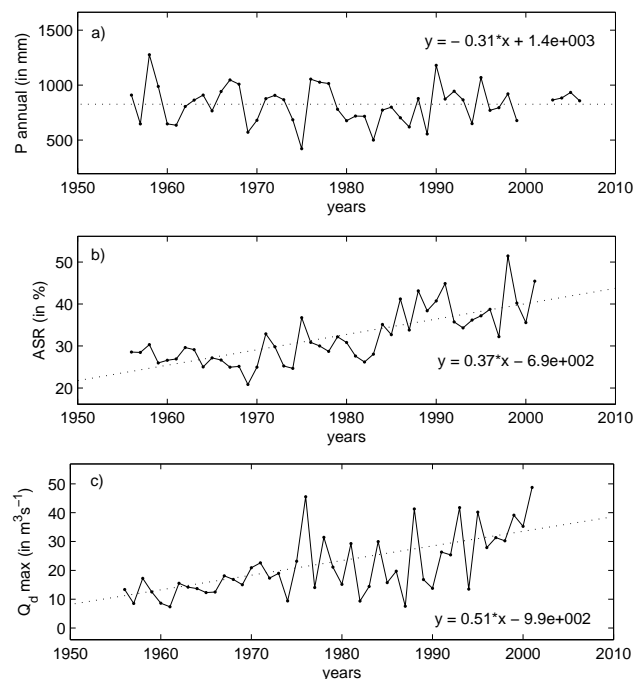 a)
y = − 0.31*x + 1.4e+003
P annual (in mm)
1500
1000
500
1950 1960 1970 1980 1990 2000 2010
years
b)
ASR (in %)
50
40
30
20
y = 0.37*x − 6.9e+002
1950 1960 1970 1980 1990 2000 2010
years
c)
Q_d max (in m³s⁻¹)
50
40
30
20
10
0
y = 0.51*x − 9.9e+002
1950 1960 1970 1980 1990 2000 2010
years